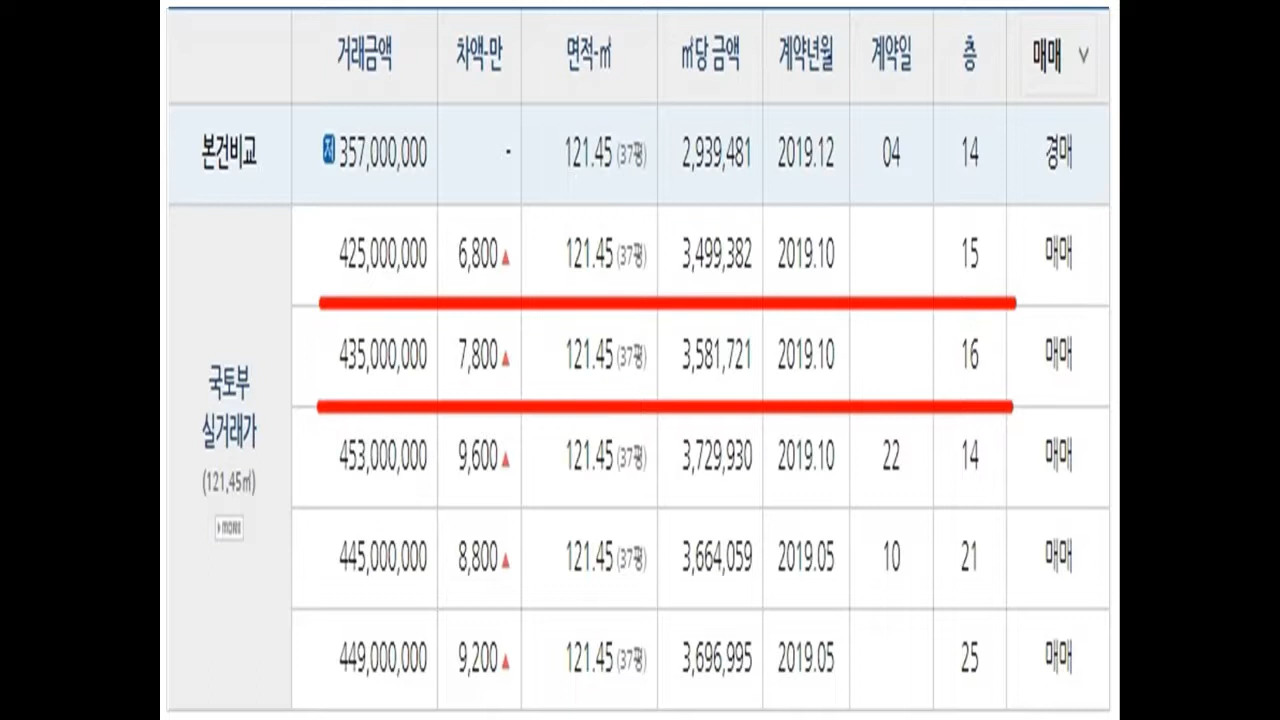 거래금액 차액-만 면적-㎡ ㎡당 금액 계약년월 계약일 층 매매
본건비교 저 357,000,000 - 121.45 (37평) 2,939,481 2019.12 04 14 경매
425,000,000 6,800▲ 121.45 (37평) 3,499,382 2019.10 15 매매
435,000,000 7,800▲ 121.45 (37평) 3,581,721 2019.10 16 매매
국토부
실거래가
(121,45㎡)
▸more
453,000,000 9,600▲ 121.45 (37평) 3,729,930 2019.10 22 14 매매
445,000,000 8,800▲ 121.45 (37평) 3,664,059 2019.05 10 21 매매
449,000,000 9,200▲ 121.45 (37평) 3,696,995 2019.05 25 매매